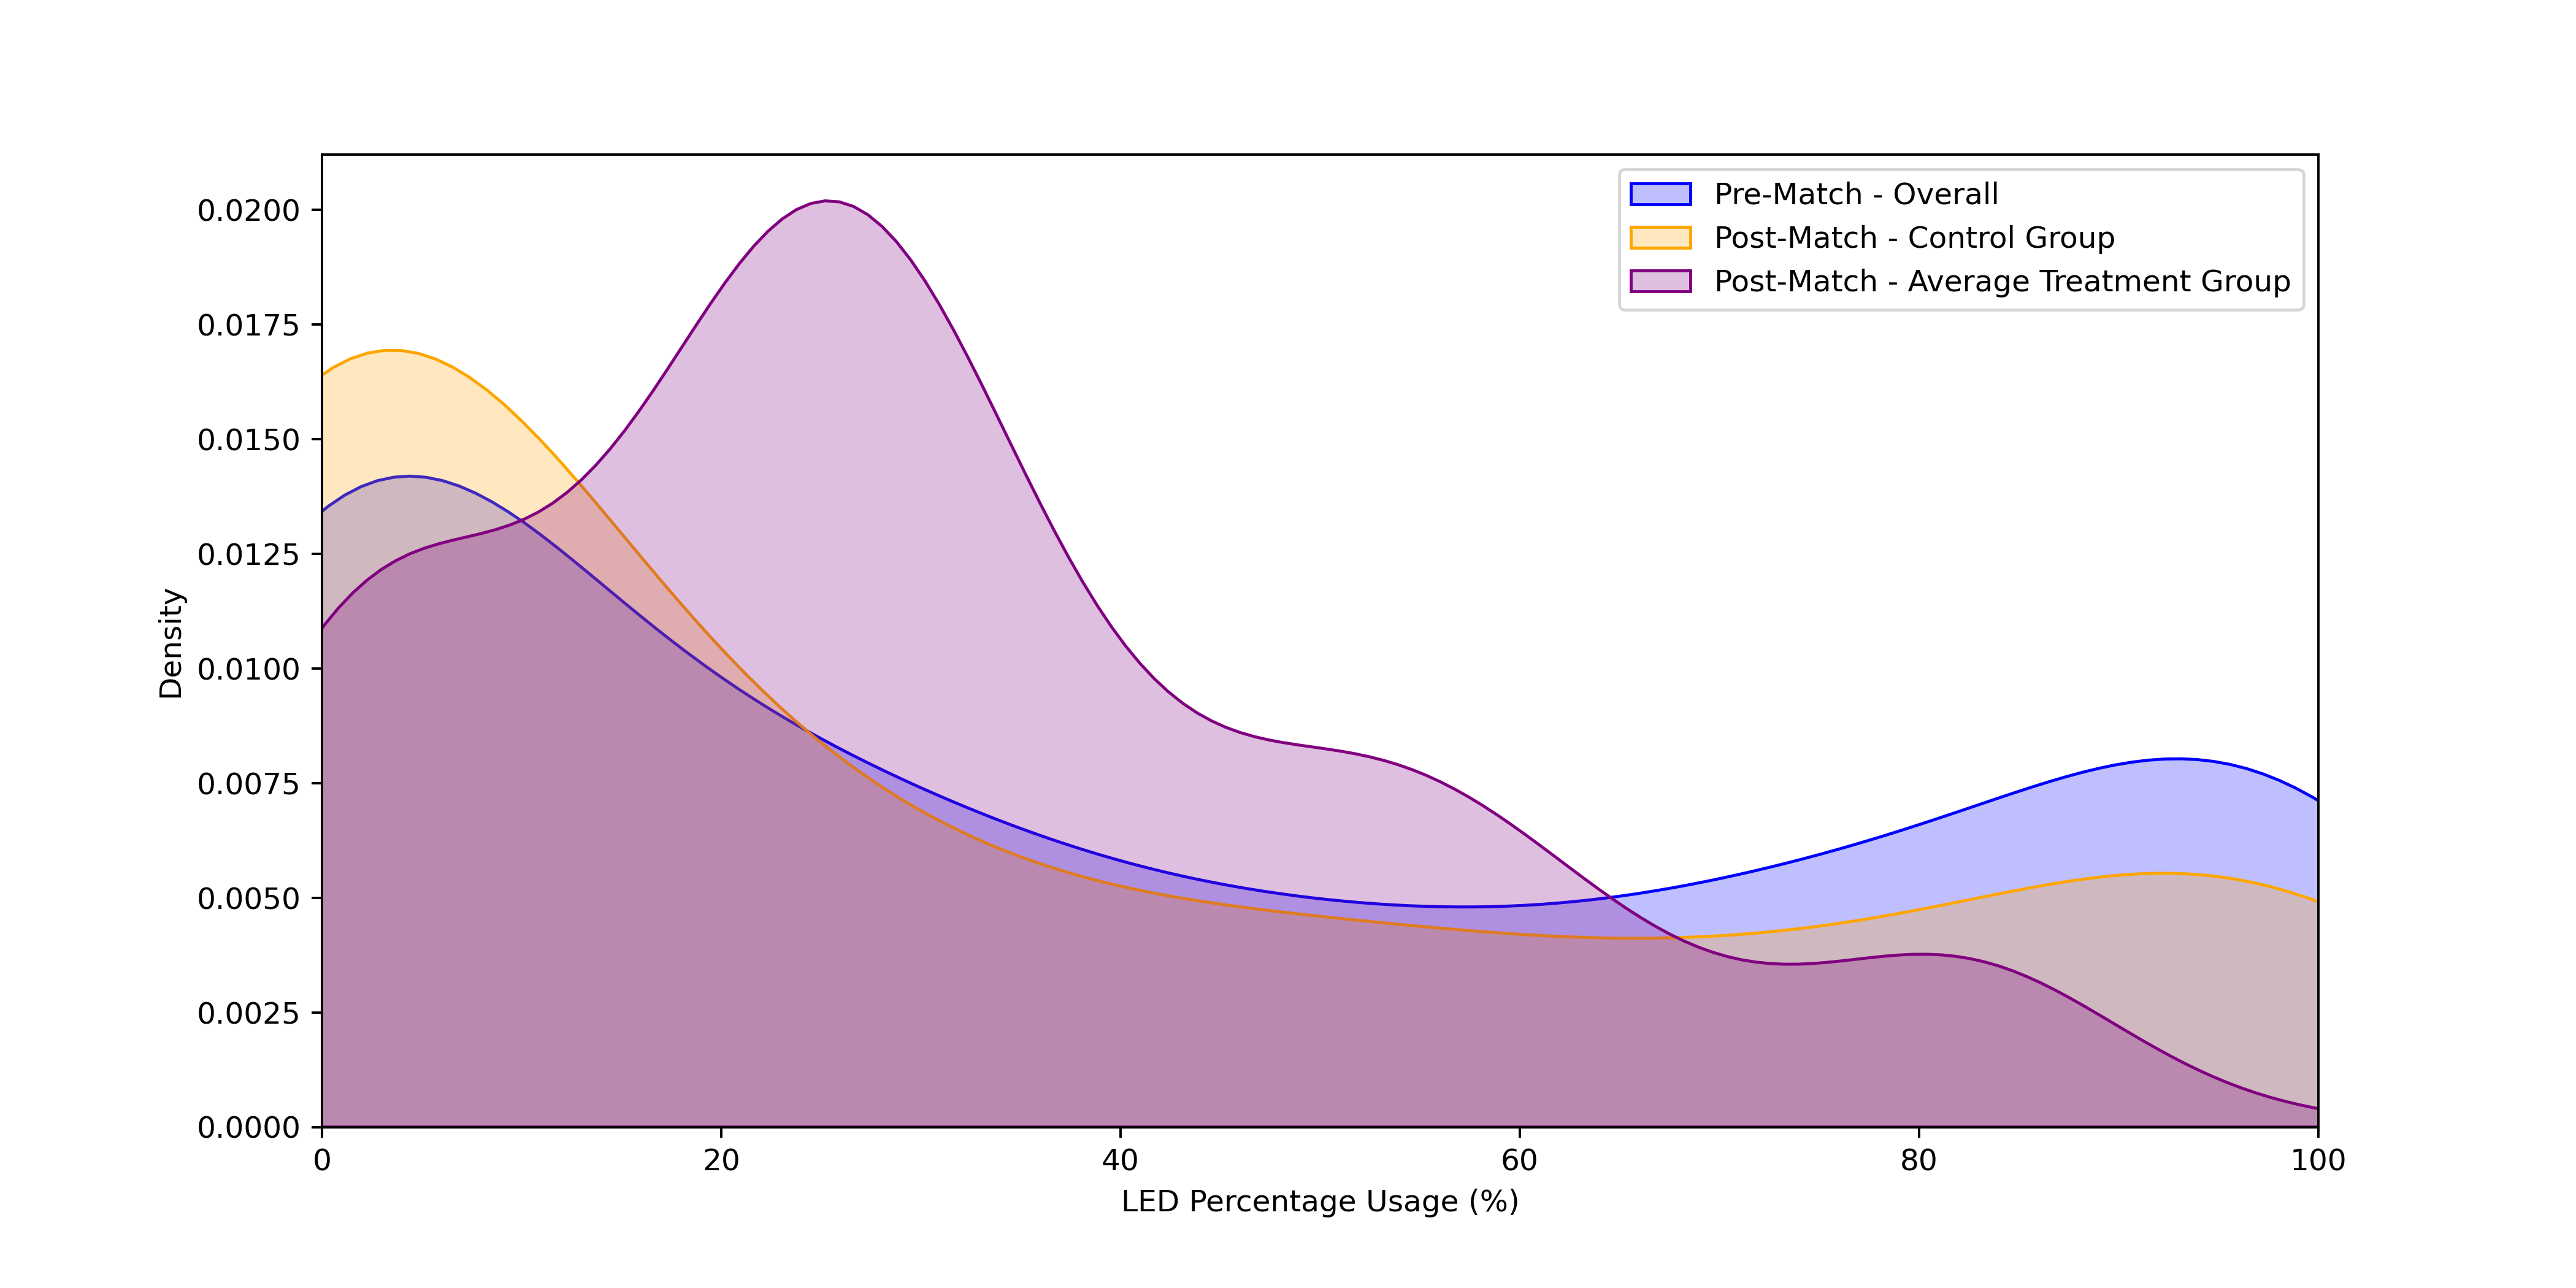 Pre-Match - Overall
Post-Match - Control Group
Post-Match - Average Treatment Group
0.0200
0.0175
0.0150
0.0125
0.0100
0.0075
0.0050
0.0025
0.0000
Density
0 20 40 60 80 100
LED Percentage Usage (%)